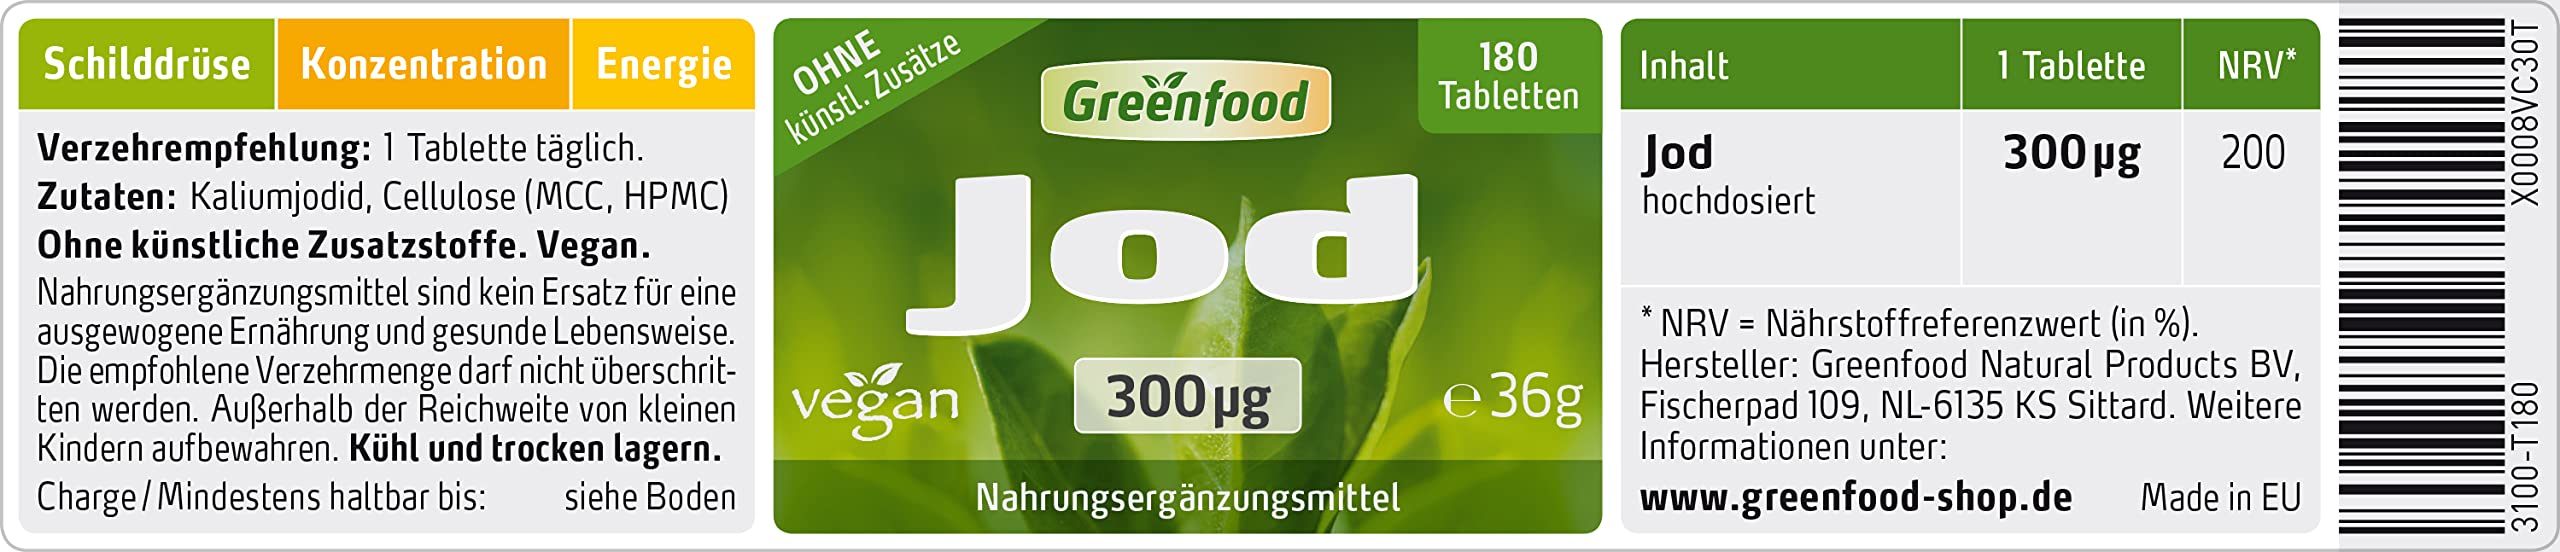 Schilddrüse Konzentration Energie
Verzehrempfehlung: 1 Tablette täglich.
Zutaten: Kaliumjodid, Cellulose (MCC, HPMC)
Ohne künstliche Zusatzstoffe. Vegan.
Nahrungsergänzungsmittel sind kein Ersatz für eine
ausgewogene Ernährung und gesunde Lebensweise.
Die empfohlene Verzehrmenge darf nicht überschrit-
ten werden. Außerhalb der Reichweite von kleinen
Kindern aufbewahren. Kühl und trocken lagern.
Charge/Mindestens haltbar bis: siehe Boden
OHNE
künstl. Zusätze
Greenfood
180
Tabletten
Jod
vegan
300µg
℮ 36g
Nahrungsergänzungsmittel
Inhalt 1 Tablette NRV*
Jod 300µg 200
hochdosiert
* NRV = Nährstoffreferenzwert (in %).
Hersteller: Greenfood Natural Products BV,
Fischerpad 109, NL-6135 KS Sittard. Weitere
Informationen unter:
www.greenfood-shop.de Made in EU
X0008VC30T
3100-T180